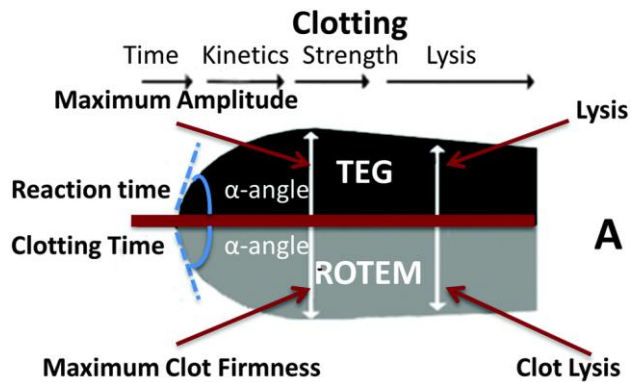 Clotting
Time Kinetics Strength Lysis
Maximum Amplitude
Lysis
TEG
Reaction time
α-angle
Clotting Time
α-angle
A
ROTEM
Maximum Clot Firmness
Clot Lysis